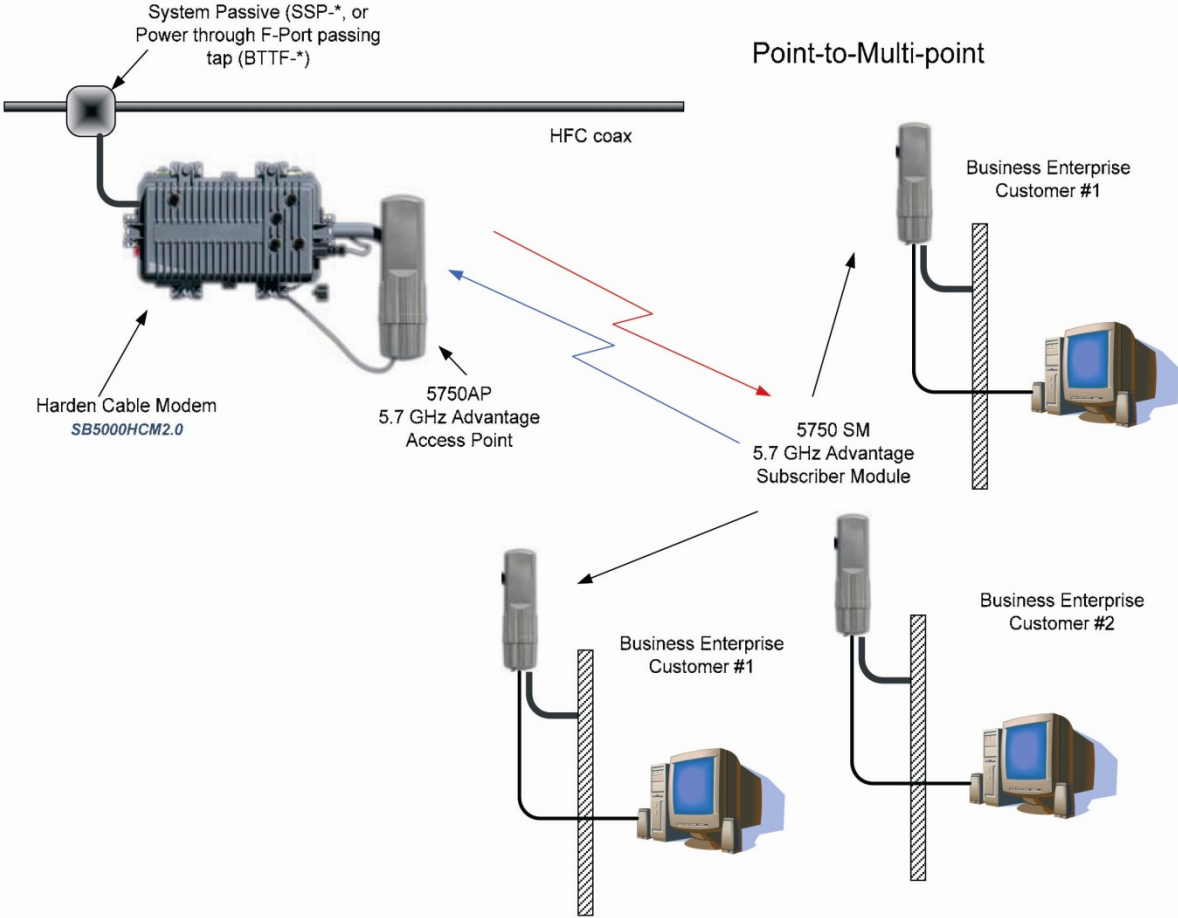 System Passive (SSP-*, or
Power through F-Port passing
tap (BTTF-*)
Point-to-Multi-point
HFC coax
Business Enterprise
Customer #1
Harden Cable Modem
SB5000HCM2.0
5750AP
5.7 GHz Advantage
Access Point
5750 SM
5.7 GHz Advantage
Subscriber Module
Business Enterprise
Customer #1
Business Enterprise
Customer #2